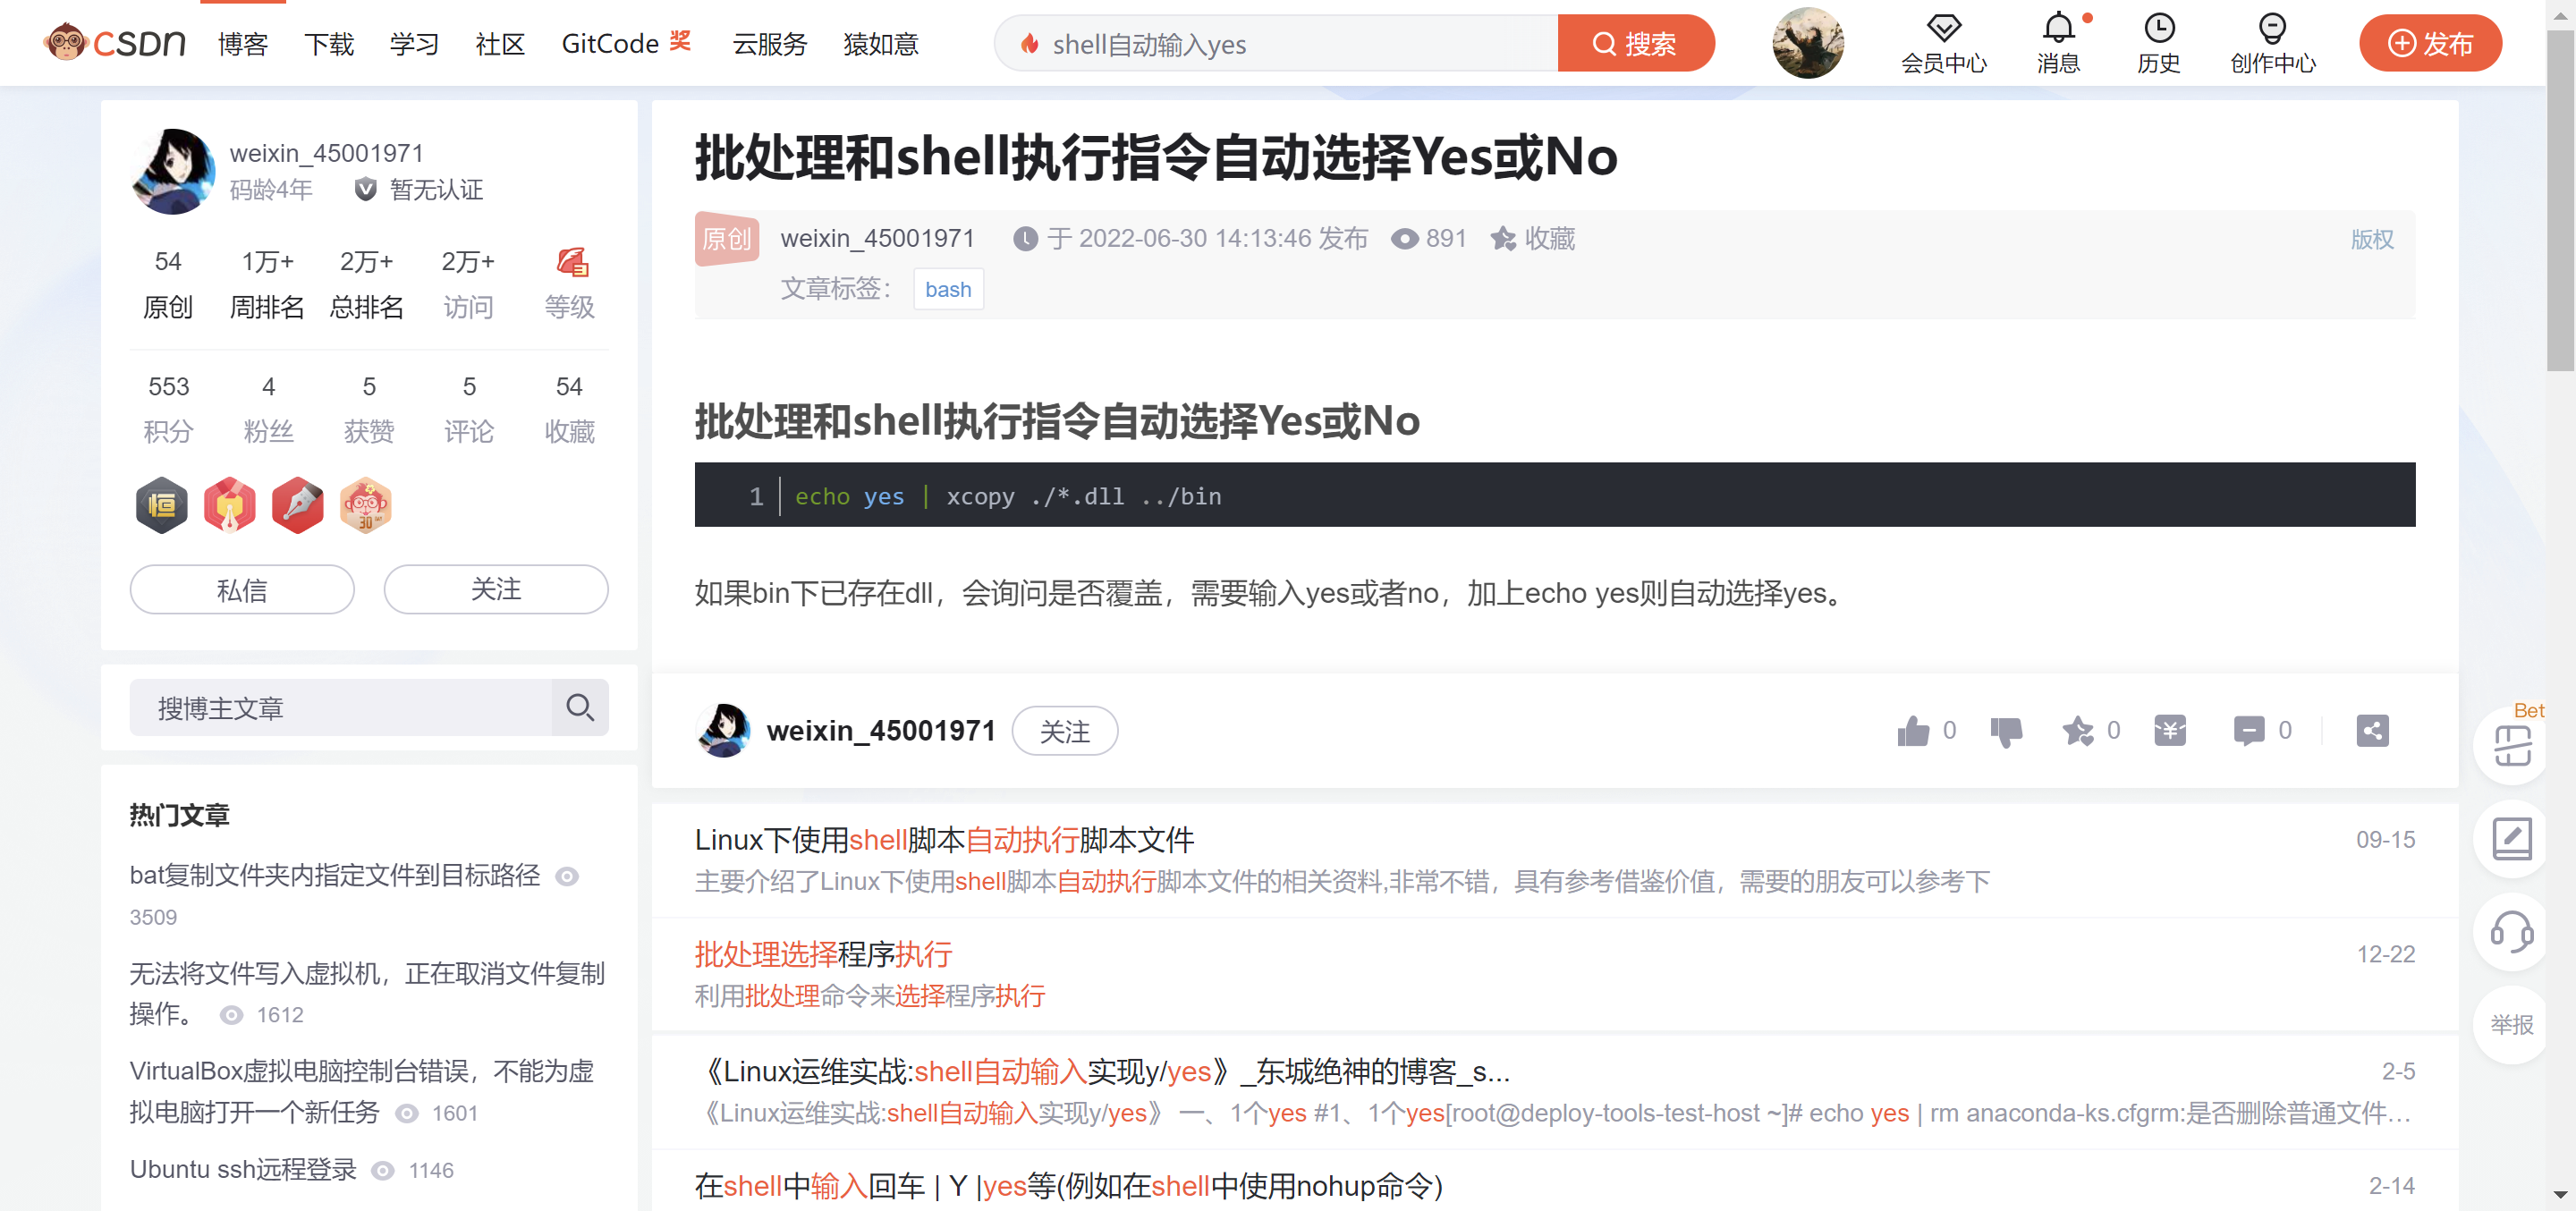 CSDN 博客 下载 学习 社区 GitCode 奖 云服务 猿如意 shell自动输入yes 搜索 会员中心 消息 历史 创作中心 发布
weixin_45001971
码龄4年 暂无认证
54 1万+ 2万+ 2万+
原创 周排名 总排名 访问 等级
553 4 5 5 54
积分 粉丝 获赞 评论 收藏
恒 30
私信 关注
搜博主文章
热门文章
bat复制文件夹内指定文件到目标路径
3509
无法将文件写入虚拟机，正在取消文件复制
操作。 1612
VirtualBox虚拟电脑控制台错误，不能为虚
拟电脑打开一个新任务 1601
Ubuntu ssh远程登录 1146
批处理和shell执行指令自动选择Yes或No
原创 weixin_45001971 于 2022-06-30 14:13:46 发布 891 收藏 版权
文章标签： bash
批处理和shell执行指令自动选择Yes或No
1 echo yes | xcopy ./*.dll ../bin
如果bin下已存在dll，会询问是否覆盖，需要输入yes或者no，加上echo yes则自动选择yes。
weixin_45001971 关注 0 0 0
Linux下使用shell脚本自动执行脚本文件 09-15
主要介绍了Linux下使用shell脚本自动执行脚本文件的相关资料,非常不错，具有参考借鉴价值，需要的朋友可以参考下
批处理选择程序执行 12-22
利用批处理命令来选择程序执行
《Linux运维实战:shell自动输入实现y/yes》_东城绝神的博客_s... 2-5
《Linux运维实战:shell自动输入实现y/yes》 一、1个yes #1、1个yes[root@deploy-tools-test-host ~]# echo yes | rm anaconda-ks.cfgrm:是否删除普通文件...
在shell中输入回车 | Y |yes等(例如在shell中使用nohup命令) 2-14
Bet
举报